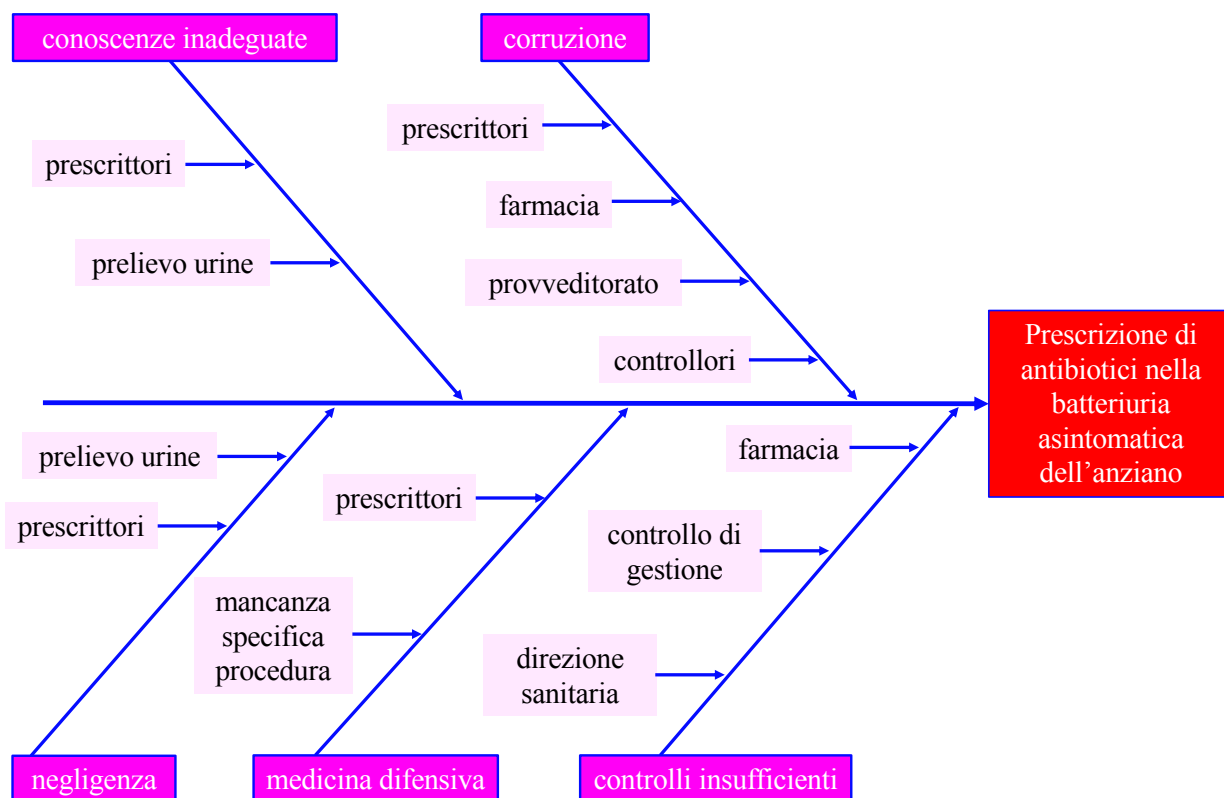 conoscenze inadeguate
corruzione
prescrittori
prescrittori
farmacia
prelievo urine
provveditorato
controllori
Prescrizione di
antibiotici nella
batteriuria
asintomatica
dell’anziano
prelievo urine
farmacia
prescrittori
prescrittori
controllo di
gestione
mancanza
specifica
procedura
direzione
sanitaria
negligenza
medicina difensiva
controlli insufficienti